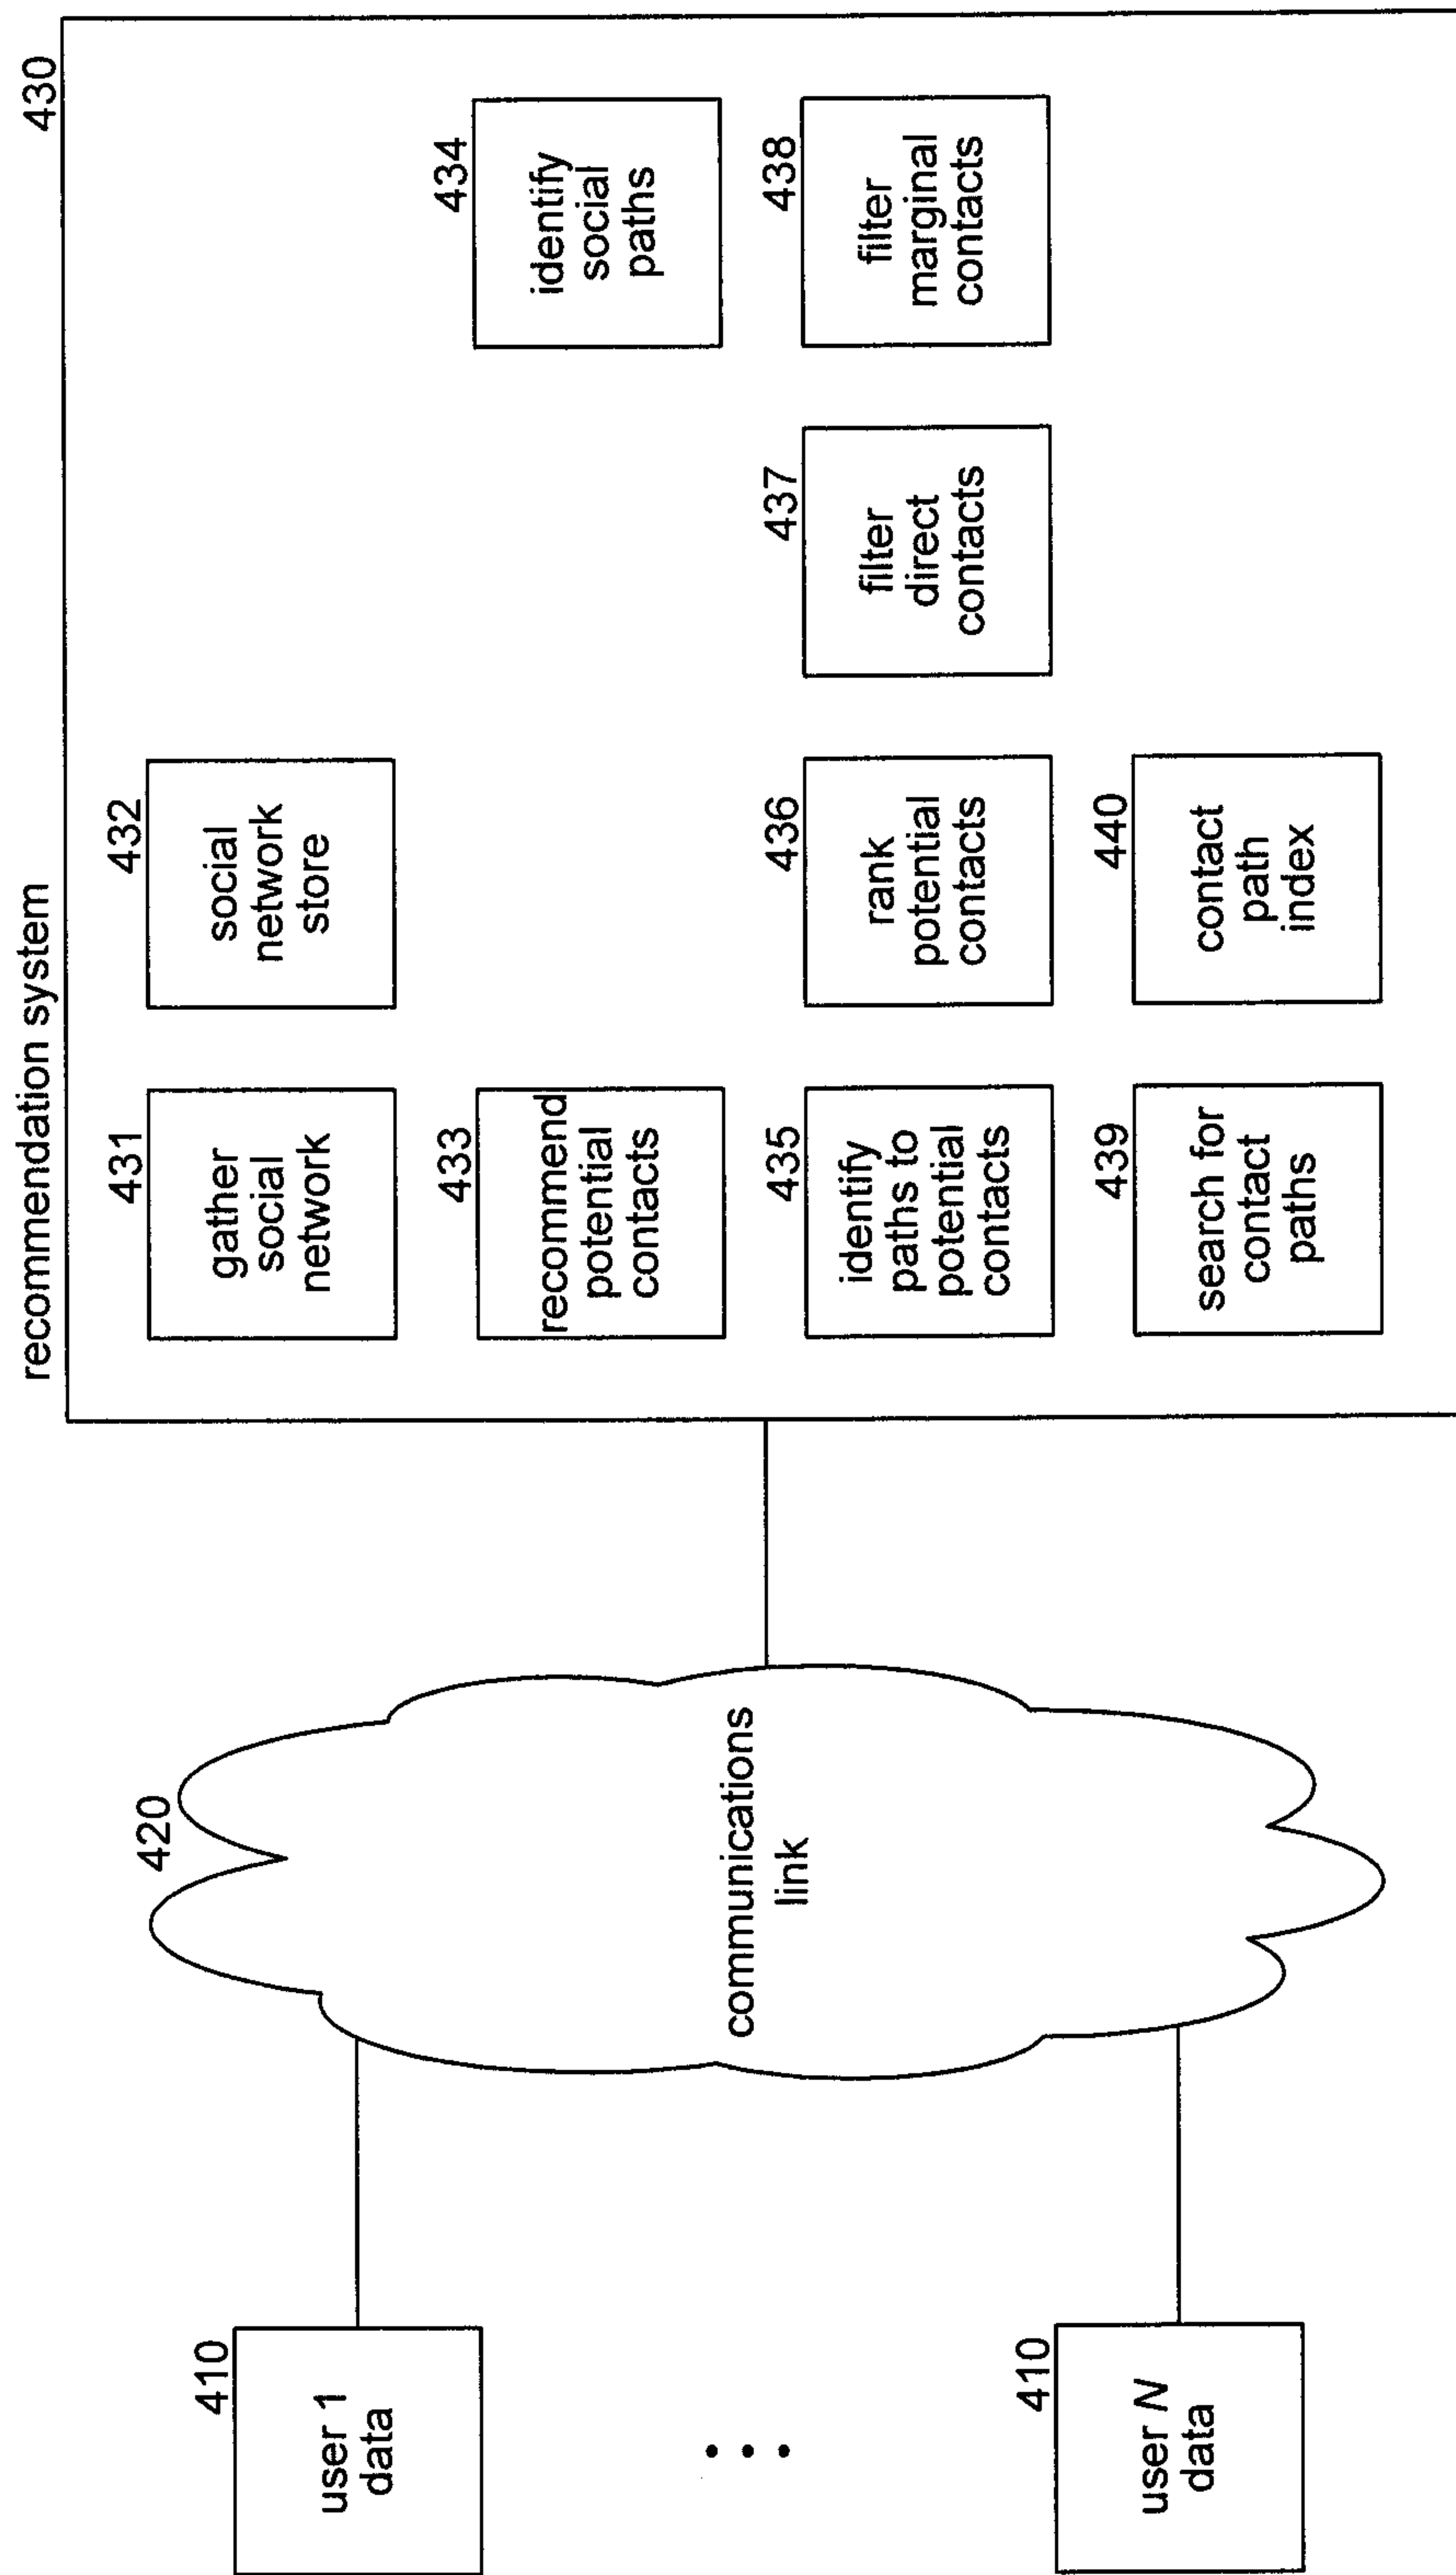 recommendation system
430
431
gather
social
network
432
social
network
store
433
recommend
potential
contacts
434
identify
social
paths
435
identify
paths to
potential
contacts
436
rank
potential
contacts
437
filter
direct
contacts
438
filter
marginal
contacts
439
search for
contact
paths
440
contact
path
index
420
communications
link
410
user 1
data
410
user N
data